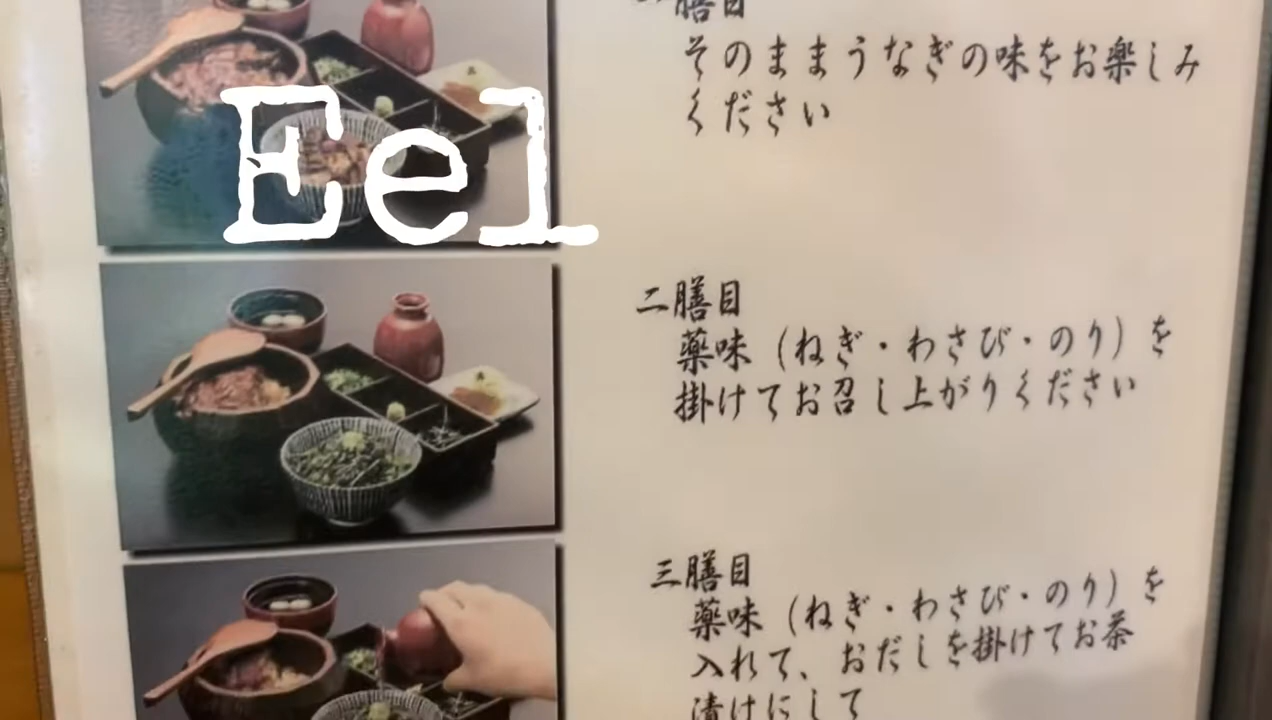 膳目
そのままうなぎの味をお楽しみ
ください
Eel
二膳目
薬味（ねぎ・わさび・のり）を
掛けてお召し上がりください
三膳目
薬味（ねぎ・わさび・のり）を
入れて、おだしを掛けてお茶
漬けにして